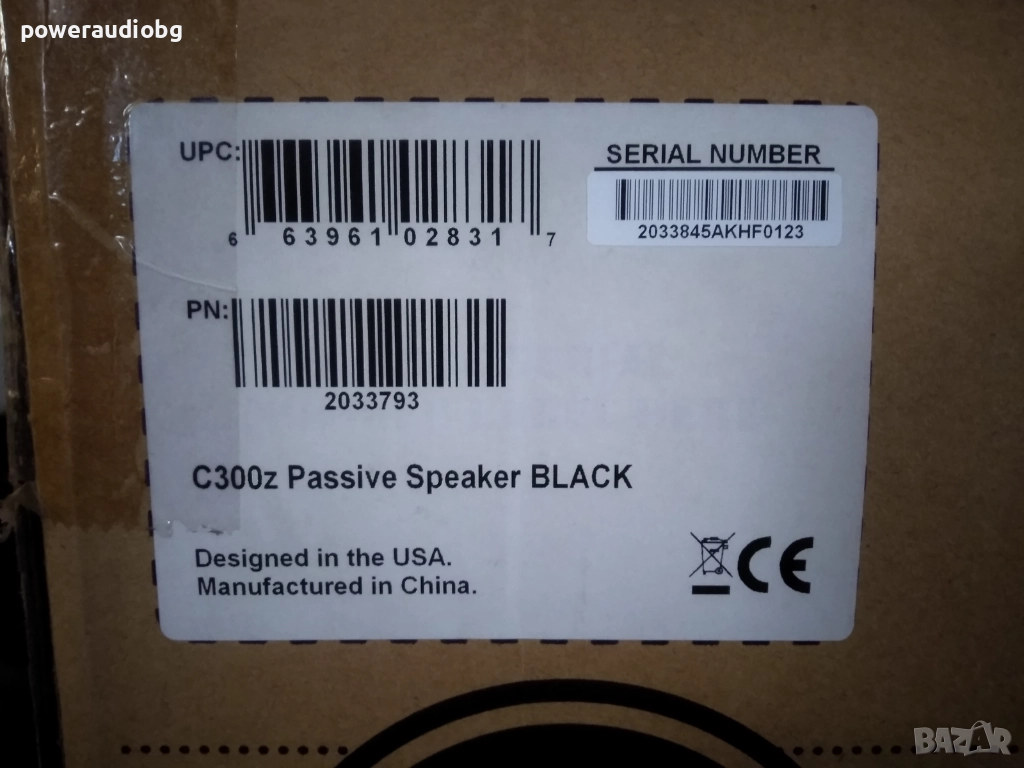 poweraudiobg
UPC:
6 63961 02831 7
SERIAL NUMBER
2033845AKHF0123
PN:
2033793
C300z Passive Speaker BLACK
Designed in the USA.
Manufactured in China.
CE
BAZAR